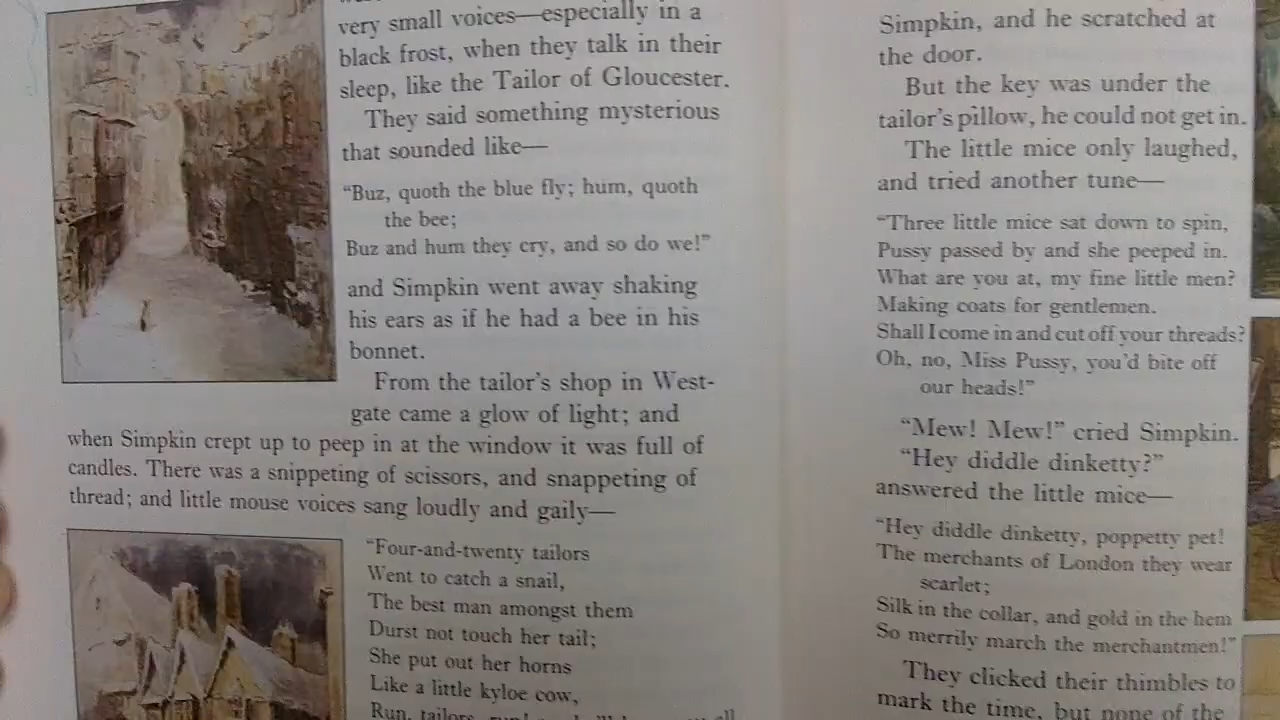 very small voices—especially in a
black frost, when they talk in their
sleep, like the Tailor of Gloucester.
They said something mysterious
that sounded like—
“Buz, quoth the blue fly; hum, quoth
the bee;
Buz and hum they cry, and so do we!”
and Simpkin went away shaking
his ears as if he had a bee in his
bonnet.
From the tailor’s shop in West-
gate came a glow of light; and
when Simpkin crept up to peep in at the window it was full of
candles. There was a snippeting of scissors, and snappeting of
thread; and little mouse voices sang loudly and gaily—
“Four-and-twenty tailors
Went to catch a snail,
The best man amongst them
Durst not touch her tail;
She put out her horns
Like a little kyloe cow,
Run, tailors,
Simpkin, and he scratched at
the door.
But the key was under the
tailor’s pillow, he could not get in.
The little mice only laughed,
and tried another tune—
“Three little mice sat down to spin,
Pussy passed by and she peeped in.
What are you at, my fine little men?
Making coats for gentlemen.
Shall I come in and cut off your threads?
Oh, no, Miss Pussy, you’d bite off
our heads!”
“Mew! Mew!” cried Simpkin.
“Hey diddle dinketty?”
answered the little mice—
“Hey diddle dinketty, poppetty pet!
The merchants of London they wear
scarlet;
Silk in the collar, and gold in the hem
So merrily march the merchantmen!”
They clicked their thimbles to
mark the time, but none of the